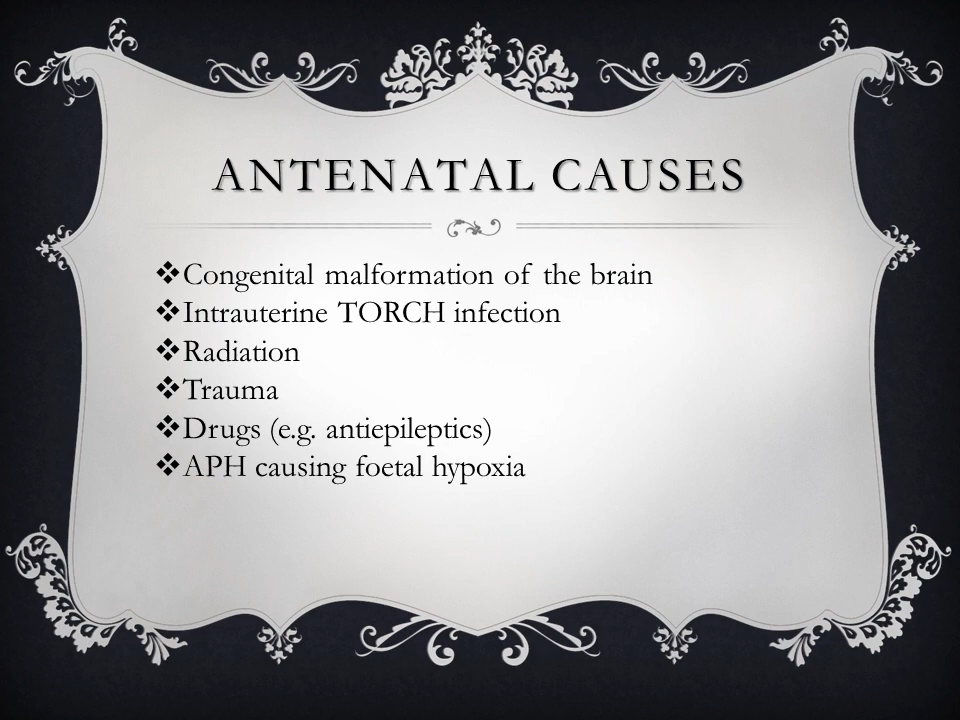 ANTENATAL CAUSES
❖Congenital malformation of the brain
❖Intrauterine TORCH infection
❖Radiation
❖Trauma
❖Drugs (e.g. antiepileptics)
❖APH causing foetal hypoxia